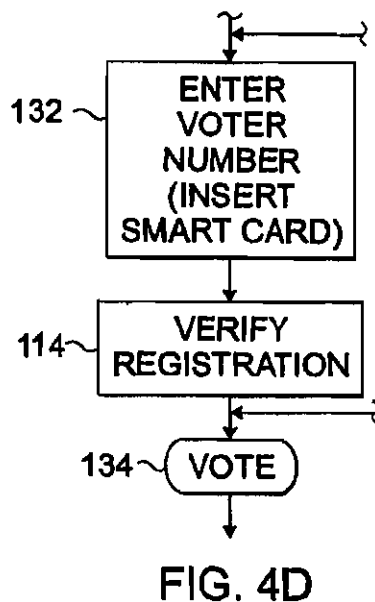 132
ENTER
VOTER
NUMBER
(INSERT
SMART CARD)
114
VERIFY
REGISTRATION
134
VOTE
FIG. 4D